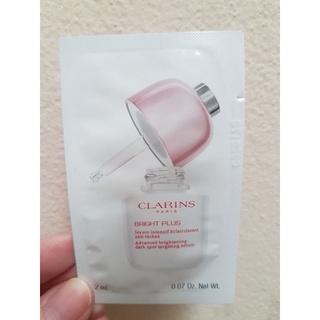 CLARINS
PARIS
BRIGHT PLUS
Sérum intensif éclaircissant
anti-taches
Advanced brightening
dark spot targeting serum
2 ml
0.07 Oz. Net Wt.